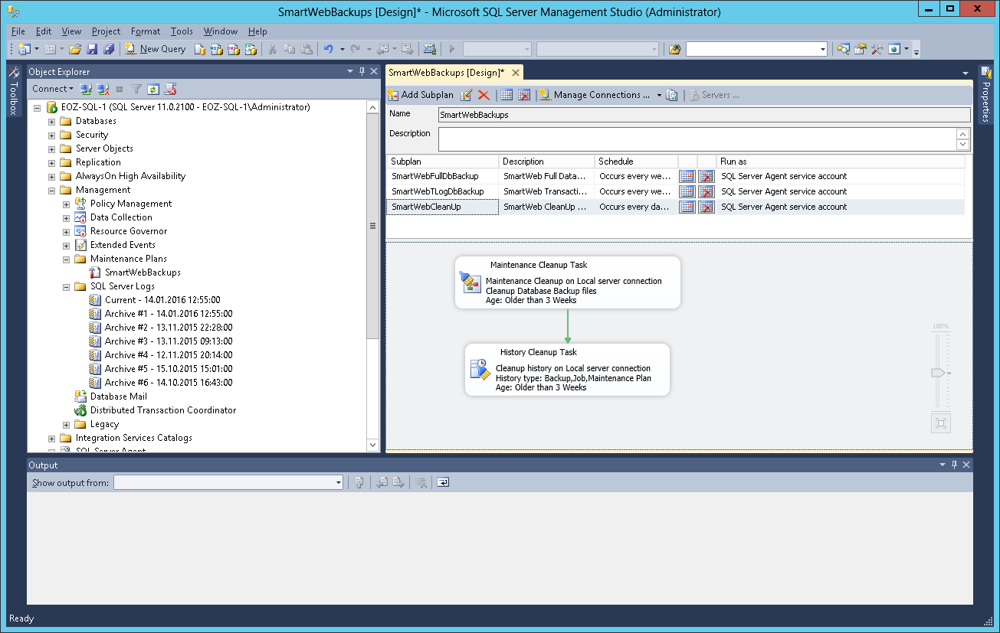 SmartWebBackups [Design]* - Microsoft SQL Server Management Studio (Administrator)
File Edit View Project Format Tools Window Help
New Query
Toolbox
Object Explorer
Connect
EOZ-SQL-1 (SQL Server 11.0.2100 - EOZ-SQL-1\Administrator)
Databases
Security
Server Objects
Replication
AlwaysOn High Availability
Management
Policy Management
Data Collection
Resource Governor
Extended Events
Maintenance Plans
SmartWebBackups
SQL Server Logs
Current - 14.01.2016 12:55:00
Archive #1 - 14.01.2016 12:55:00
Archive #2 - 13.11.2015 22:28:00
Archive #3 - 13.11.2015 09:13:00
Archive #4 - 12.11.2015 20:14:00
Archive #5 - 15.10.2015 15:01:00
Archive #6 - 14.10.2015 16:43:00
Database Mail
Distributed Transaction Coordinator
Legacy
Integration Services Catalogs
SQL Server Agent
SmartWebBackups [Design]*
Add Subplan Manage Connections ... Servers ...
Name SmartWebBackups
Description
Subplan Description Schedule Run as
SmartWebFullDbBackup SmartWeb Full Data... Occurs every we... SQL Server Agent service account
SmartWebTLogDbBackup SmartWeb Transacti... Occurs every we... SQL Server Agent service account
SmartWebCleanUp SmartWeb CleanUp ... Occurs every da... SQL Server Agent service account
Maintenance Cleanup Task
Maintenance Cleanup on Local server connection
Cleanup Database Backup files
Age: Older than 3 Weeks
History Cleanup Task
Cleanup history on Local server connection
History type: Backup,Job,Maintenance Plan
Age: Older than 3 Weeks
100%
Properties
Output
Show output from:
Ready